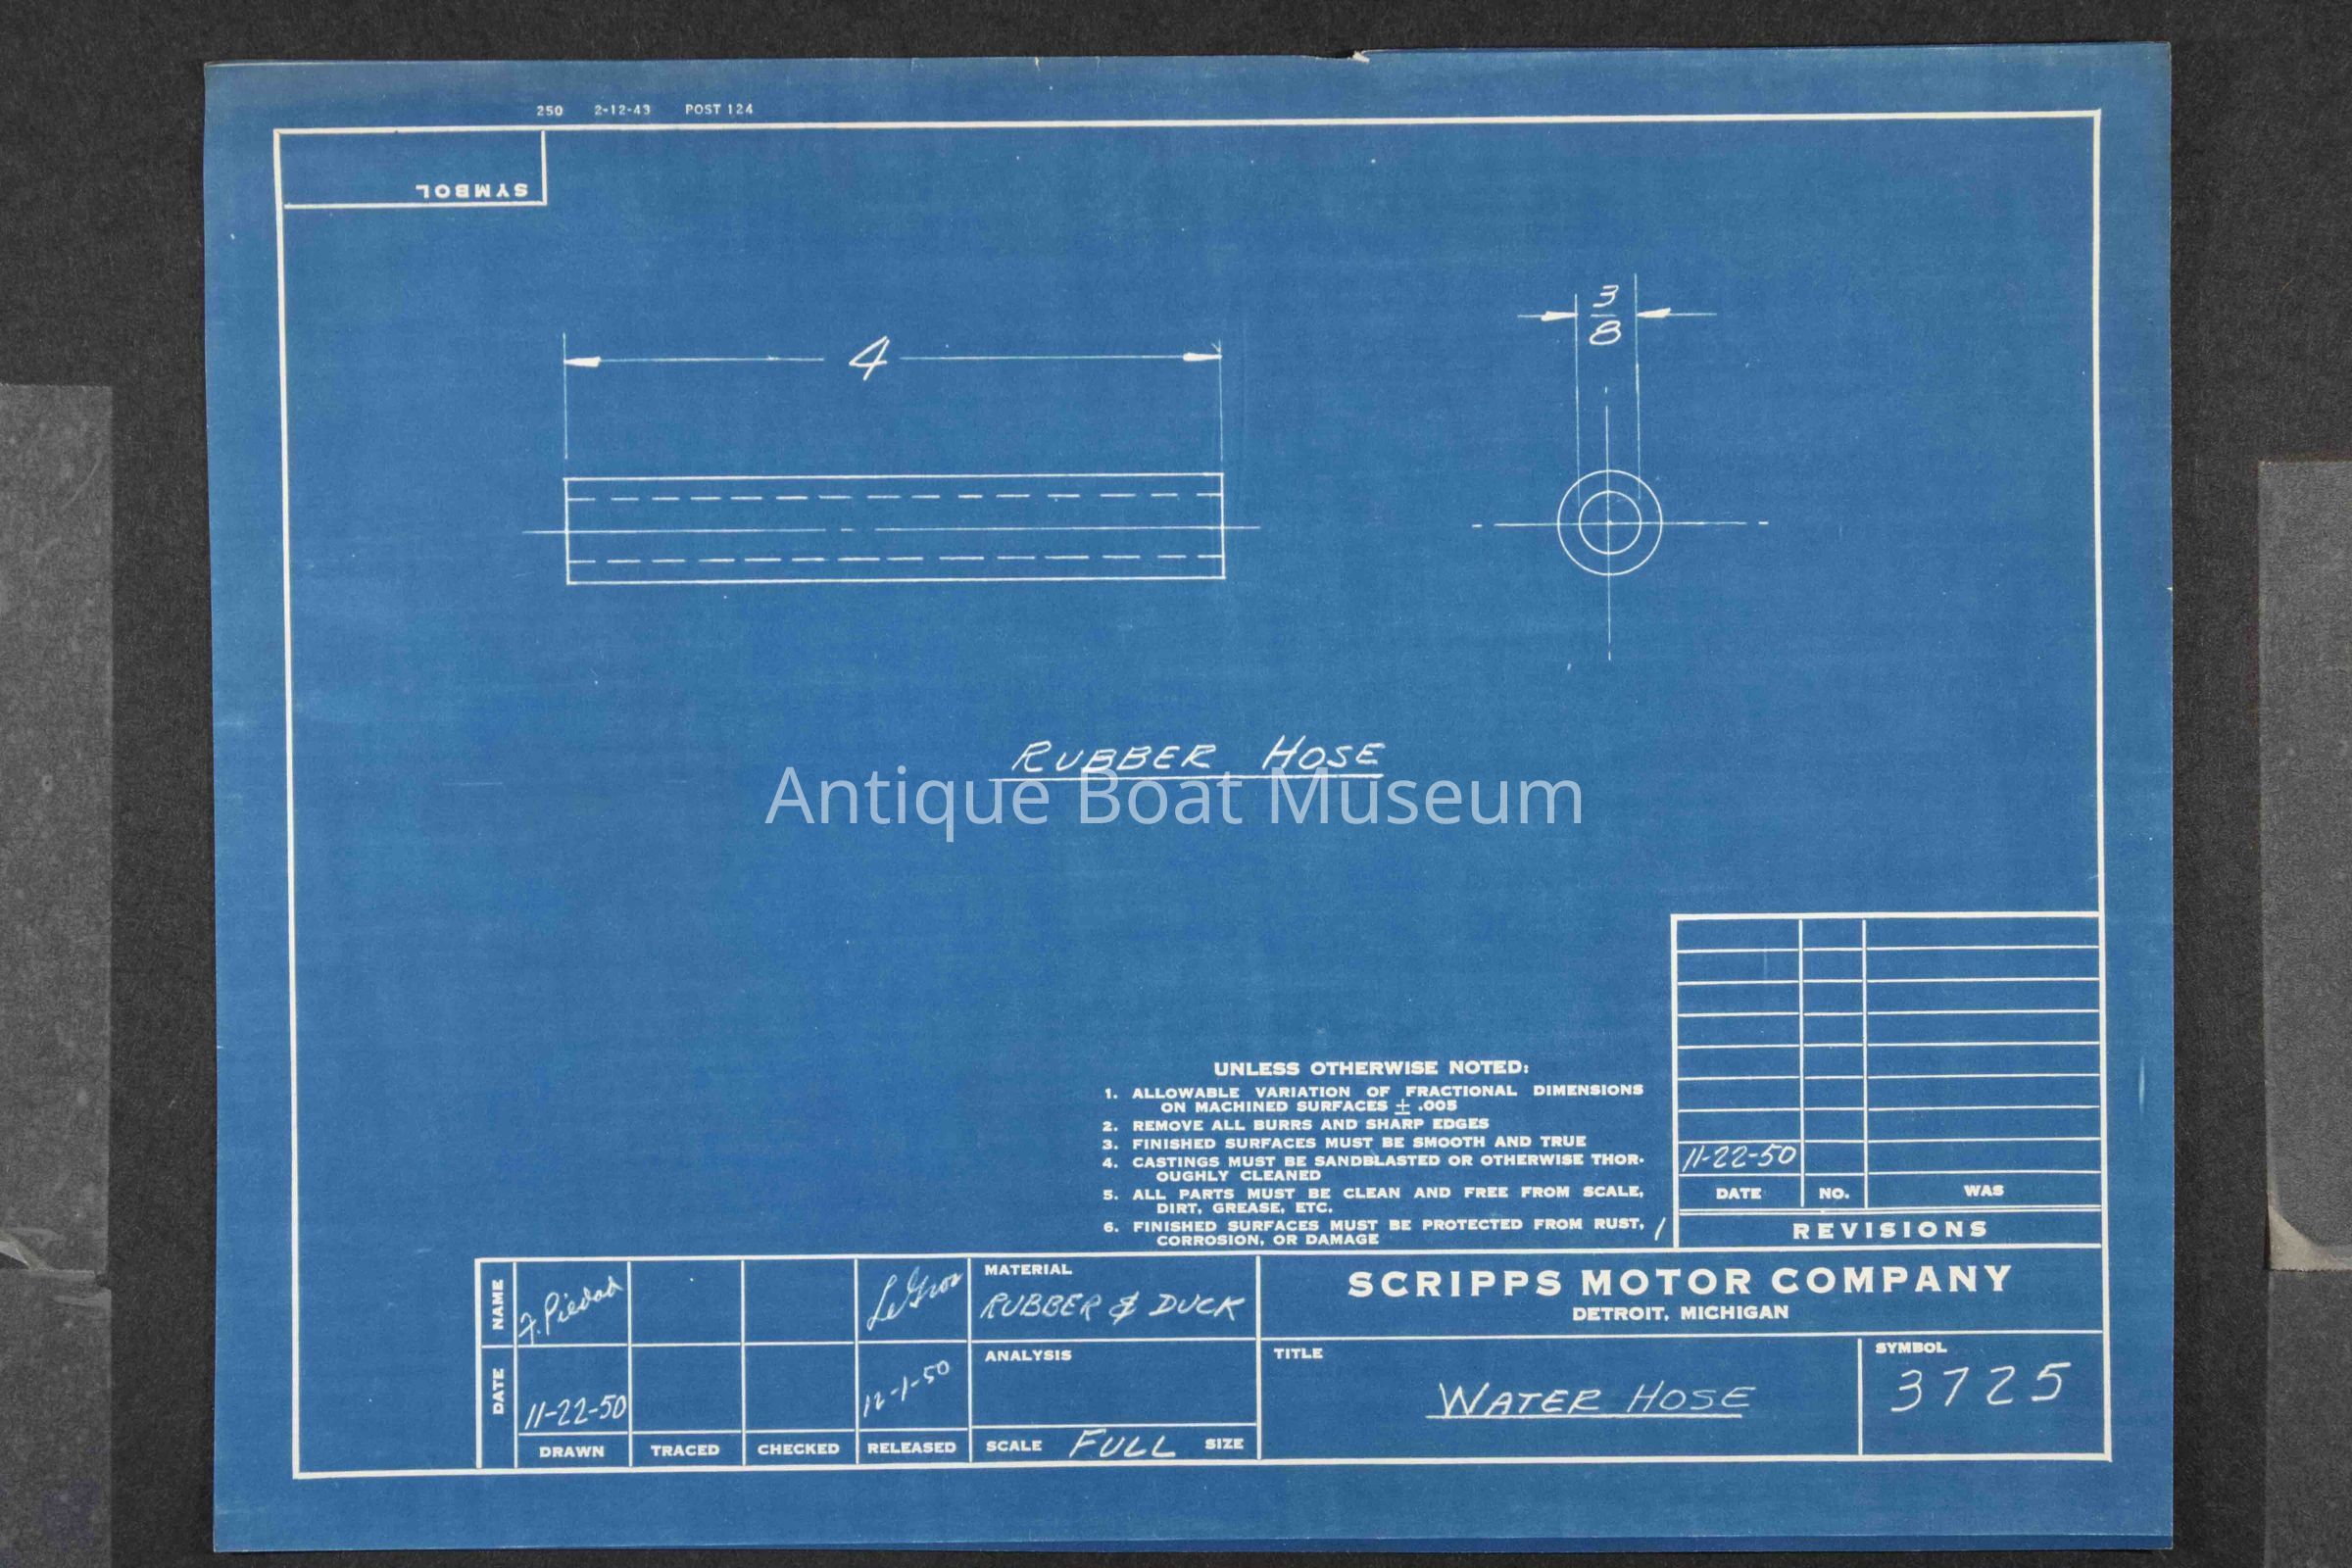 250 2-12-43 POST 124
SYMBOL
3
8
4
RUBBER HOSE
Antique Boat Museum
UNLESS OTHERWISE NOTED:
1. ALLOWABLE VARIATION OF FRACTIONAL DIMENSIONS
ON MACHINED SURFACES ± .005
2. REMOVE ALL BURRS AND SHARP EDGES
3. FINISHED SURFACES MUST BE SMOOTH AND TRUE
4. CASTINGS MUST BE SANDBLASTED OR OTHERWISE THOR-
OUGHLY CLEANED
5. ALL PARTS MUST BE CLEAN AND FREE FROM SCALE,
DIRT, GREASE, ETC.
6. FINISHED SURFACES MUST BE PROTECTED FROM RUST,
CORROSION, OR DAMAGE
11-22-50
DATE NO. WAS
REVISIONS
NAME F. Piedad LeGros
DATE 11-22-50 12-1-50
DRAWN TRACED CHECKED RELEASED
MATERIAL
RUBBER & DUCK
ANALYSIS
SCALE FULL SIZE
SCRIPPS MOTOR COMPANY
DETROIT, MICHIGAN
TITLE
WATER HOSE
SYMBOL
3725